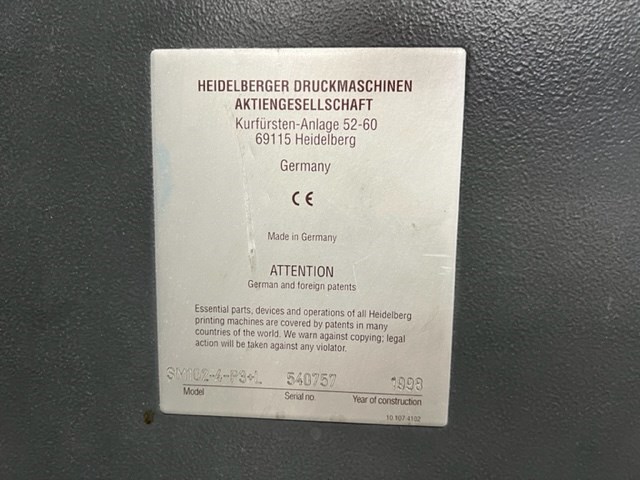 HEIDELBERGER DRUCKMASCHINEN
AKTIENGESELLSCHAFT
Kurfürsten-Anlage 52-60
69115 Heidelberg
Germany
CE
Made in Germany
ATTENTION
German and foreign patents
Essential parts, devices and operations of all Heidelberg
printing machines are covered by patents in many
countries of the world. We warn against copying; legal
action will be taken against any violator.
SM102-4-P3+L 540757 1998
Model Serial no. Year of construction
10 107 4102